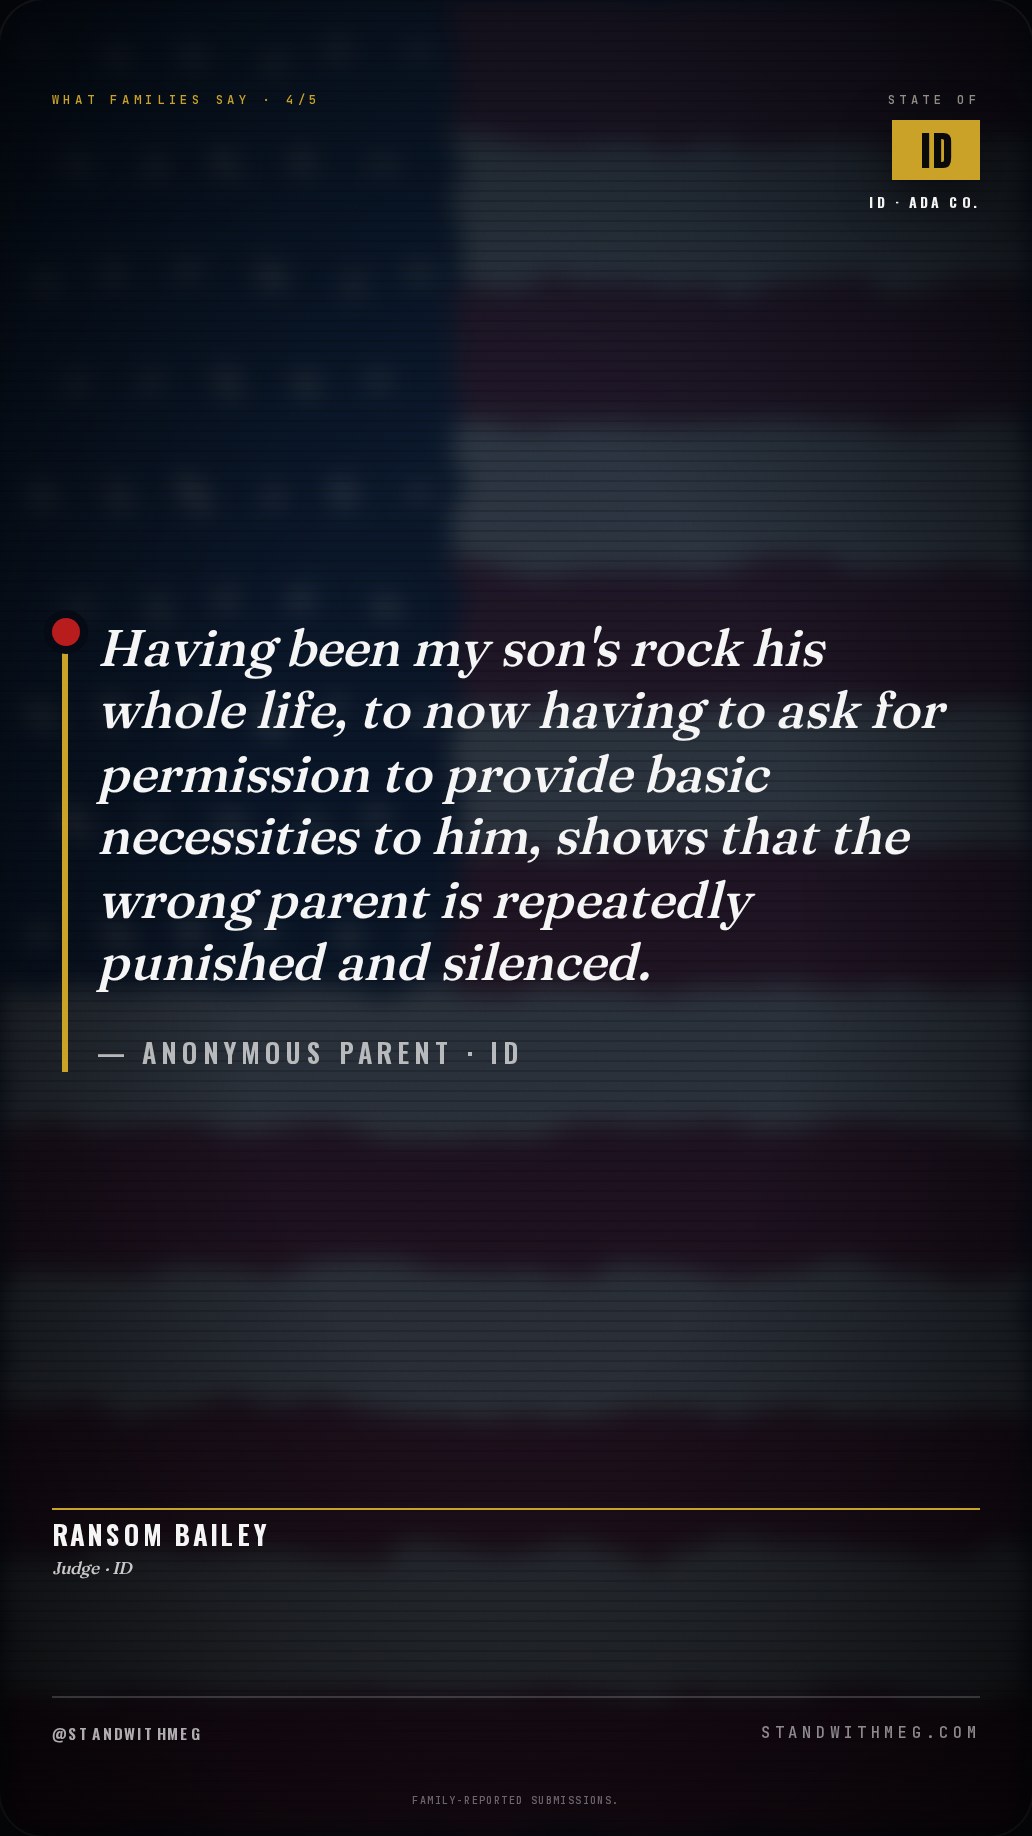 WHAT FAMILIES SAY · 4/5
STATE OF
ID
ID · ADA CO.
Having been my son's rock his
whole life, to now having to ask for
permission to provide basic
necessities to him, shows that the
wrong parent is repeatedly
punished and silenced.
— ANONYMOUS PARENT · ID
RANSOM BAILEY
Judge · ID
@STANDWITHMEG
STANDWITHMEG.COM
FAMILY-REPORTED SUBMISSIONS.